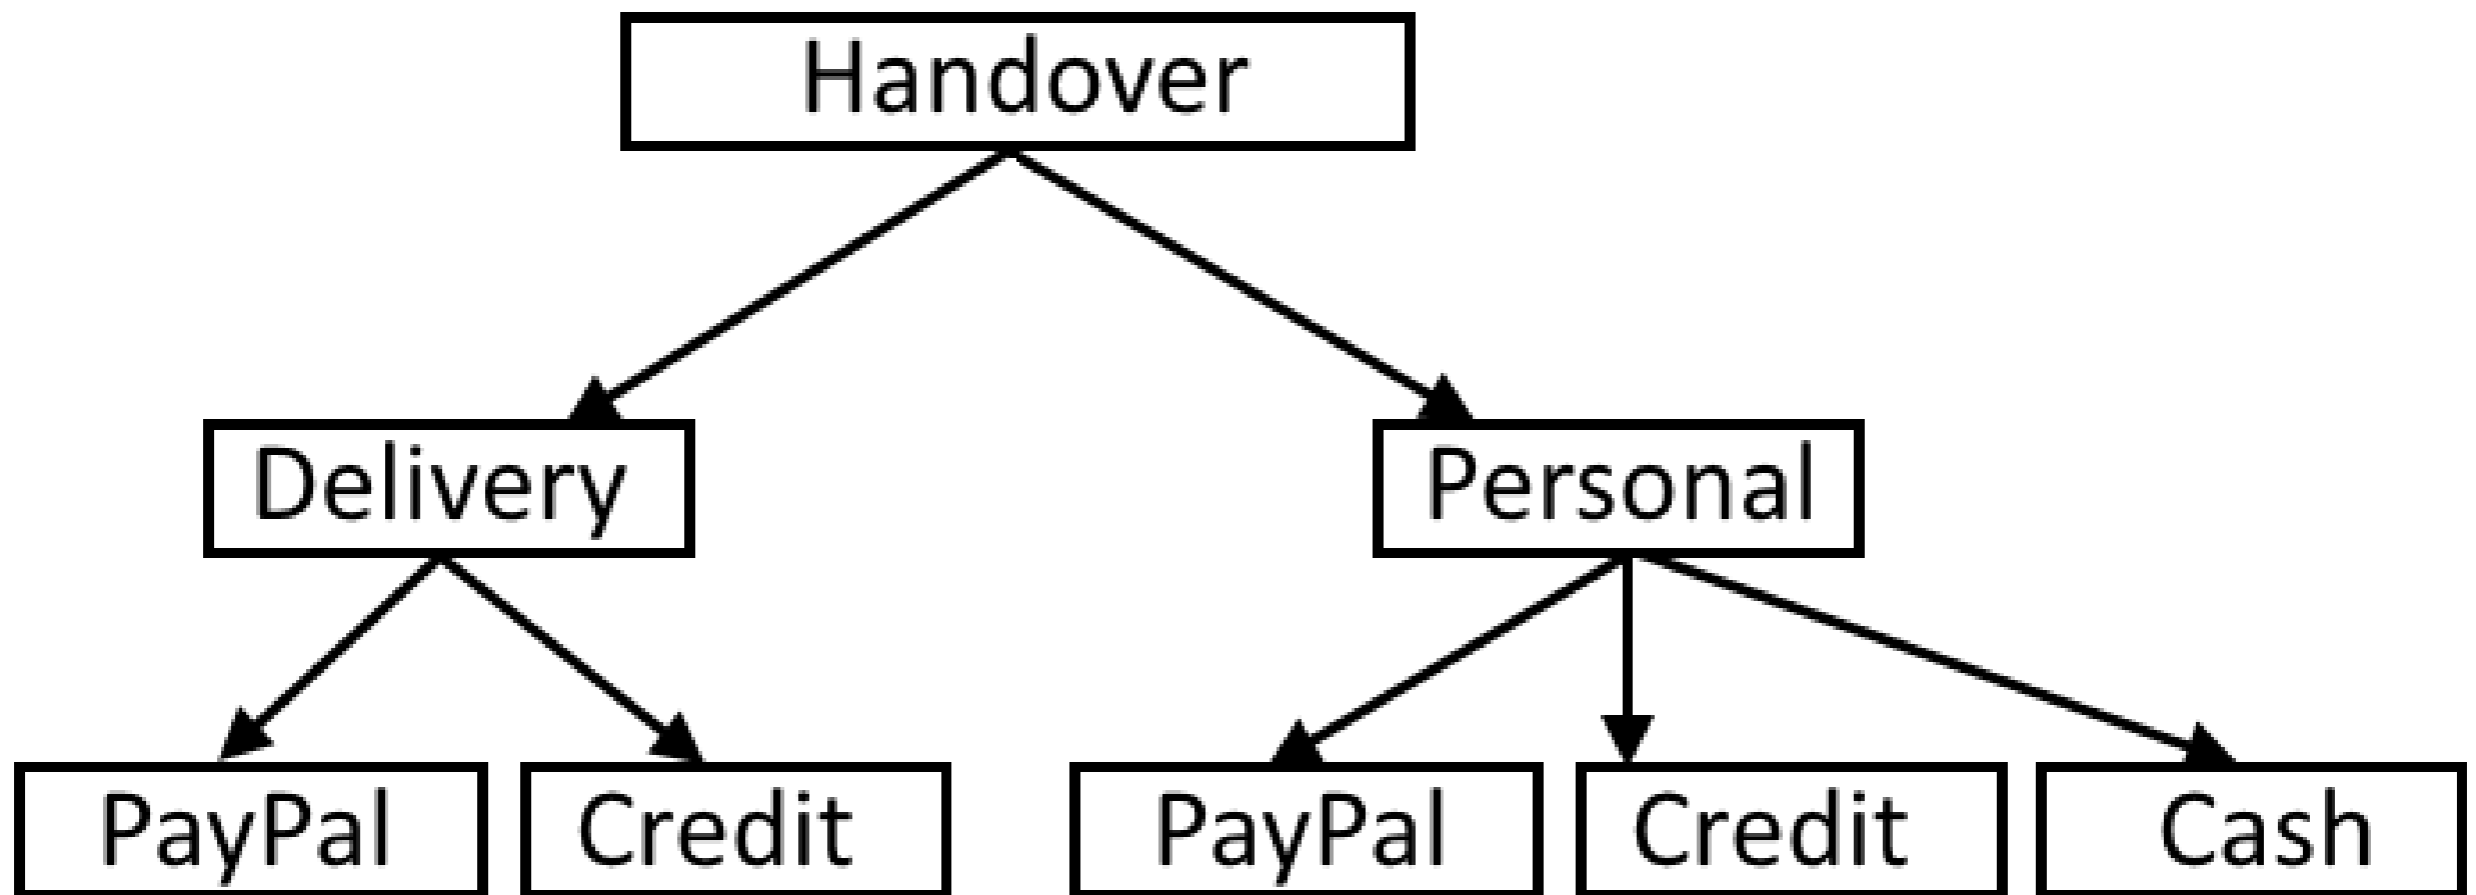 Handover
Delivery
Personal
PayPal
Credit
PayPal
Credit
Cash